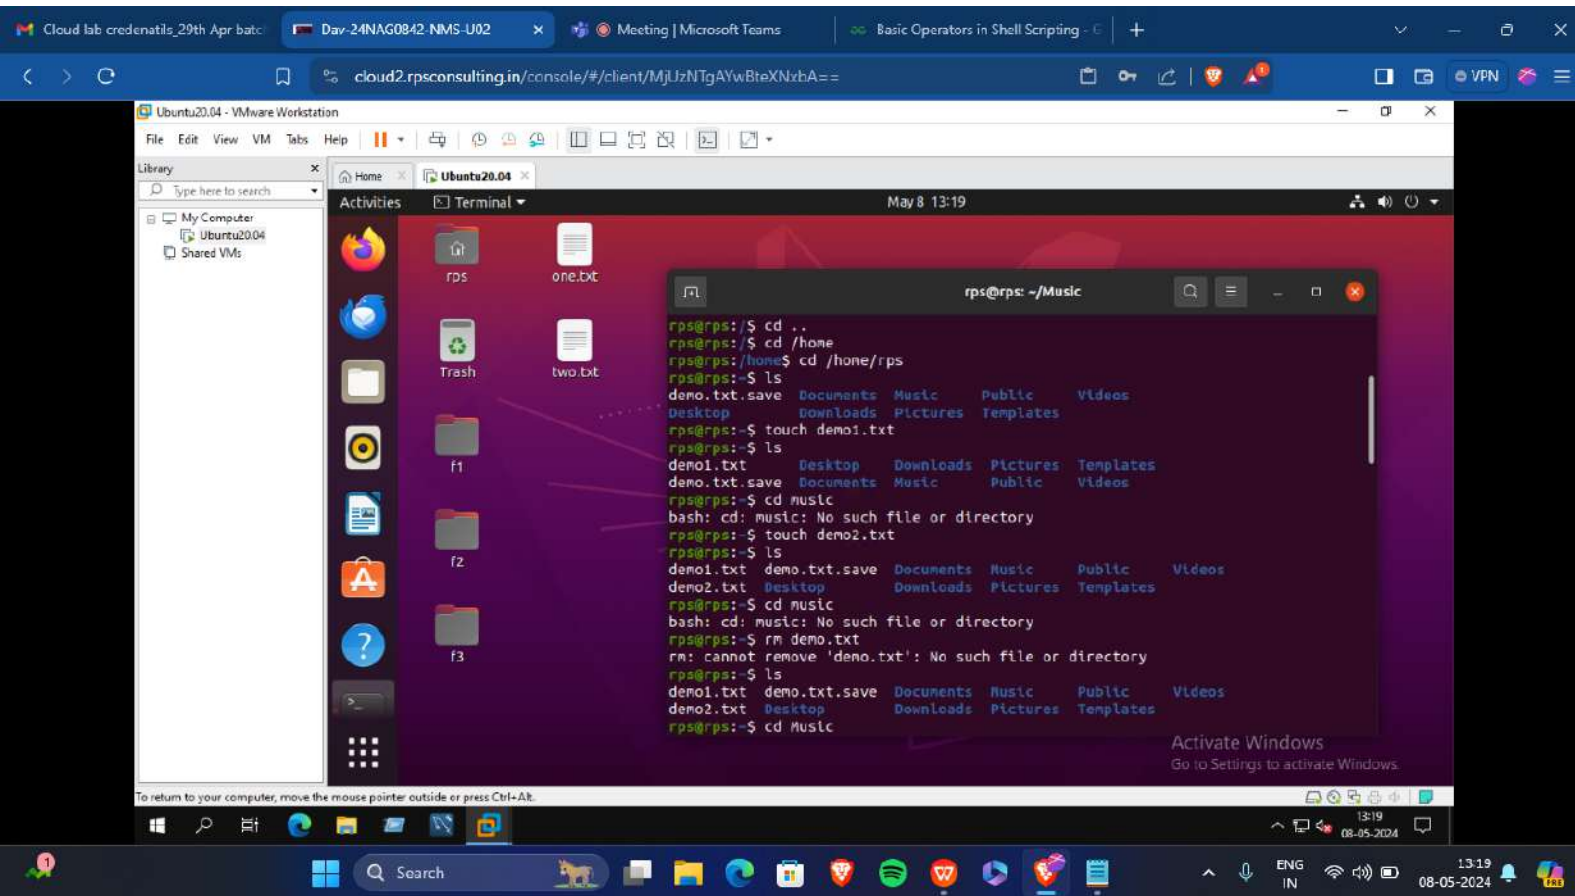 Cloud lab credenatils_29th Apr batc
Dav-24NAG0842-NMS-U02
Meeting | Microsoft Teams
Basic Operators in Shell Scripting - G
cloud2.rpsconsulting.in/console/#/client/MjUzNTgAYwBteXNxbA==
VPN
Ubuntu20.04 - VMware Workstation
File Edit View VM Tabs Help
Library
Home
Ubuntu20.04
Type here to search
My Computer
Ubuntu20.04
Shared VMs
Activities
Terminal
May 8 13:19
rps
one.txt
Trash
two.txt
f1
f2
f3
rps@rps: ~/Music
rps@rps:/$ cd ..
rps@rps:/$ cd /home
rps@rps:/home$ cd /home/rps
rps@rps:~$ ls
demo.txt.save Documents Music Public Videos
Desktop Downloads Pictures Templates
rps@rps:~$ touch demo1.txt
rps@rps:~$ ls
demo1.txt Desktop Downloads Pictures Templates
demo.txt.save Documents Music Public Videos
rps@rps:~$ cd music
bash: cd: music: No such file or directory
rps@rps:~$ touch demo2.txt
rps@rps:~$ ls
demo1.txt demo.txt.save Documents Music Public Videos
demo2.txt Desktop Downloads Pictures Templates
rps@rps:~$ cd music
bash: cd: music: No such file or directory
rps@rps:~$ rm demo.txt
rm: cannot remove 'demo.txt': No such file or directory
rps@rps:~$ ls
demo1.txt demo.txt.save Documents Music Public Videos
demo2.txt Desktop Downloads Pictures Templates
rps@rps:~$ cd Music
Activate Windows
Go to Settings to activate Windows.
To return to your computer, move the mouse pointer outside or press Ctrl+Alt.
13:19
08-05-2024
1
Search
ENG
IN
13:19
08-05-2024
PRE